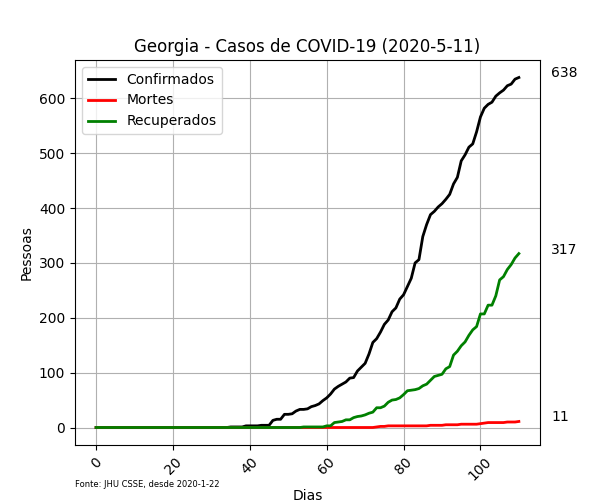 Georgia - Casos de COVID-19 (2020-5-11)
Confirmados
Mortes
Recuperados
638
317
11
600
500
400
300
200
100
0
Pessoas
0
20
40
60
80
100
Fonte: JHU CSSE, desde 2020-1-22
Dias